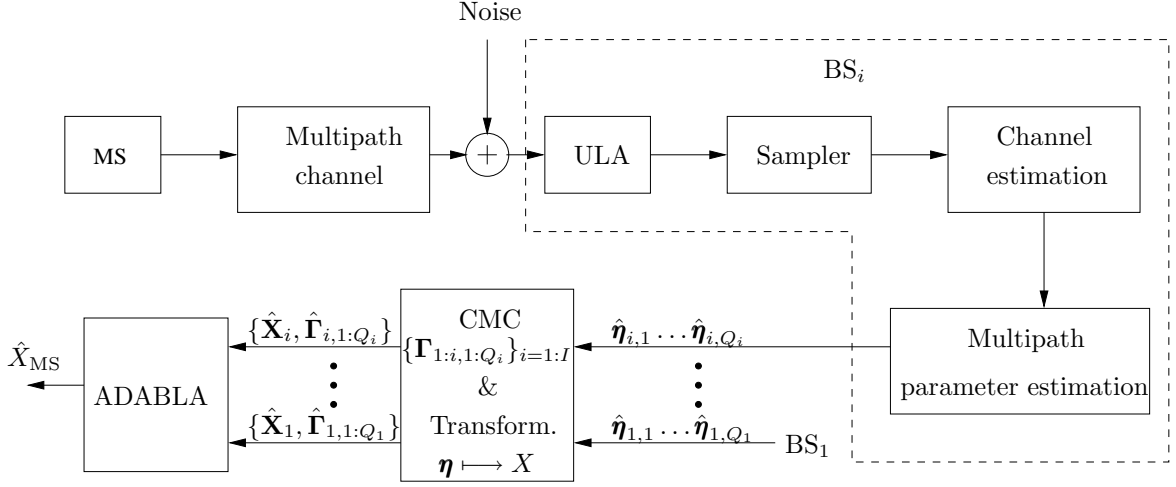 Noise
BS_i
MS
Multipath
channel
+
ULA
Sampler
Channel
estimation
X̂_MS
ADABLA
{𝐗̂_i, 𝚪̂_{i,1:Q_i}}
{𝐗̂_1, 𝚪̂_{1,1:Q_1}}
CMC
{𝚪_{1:i,1:Q_i}}_{i=1:I}
&
Transform.
𝛈 ⟼ X
𝛈̂_{i,1} … 𝛈̂_{i,Q_i}
𝛈̂_{1,1} … 𝛈̂_{1,Q_1}
BS_1
Multipath
parameter estimation